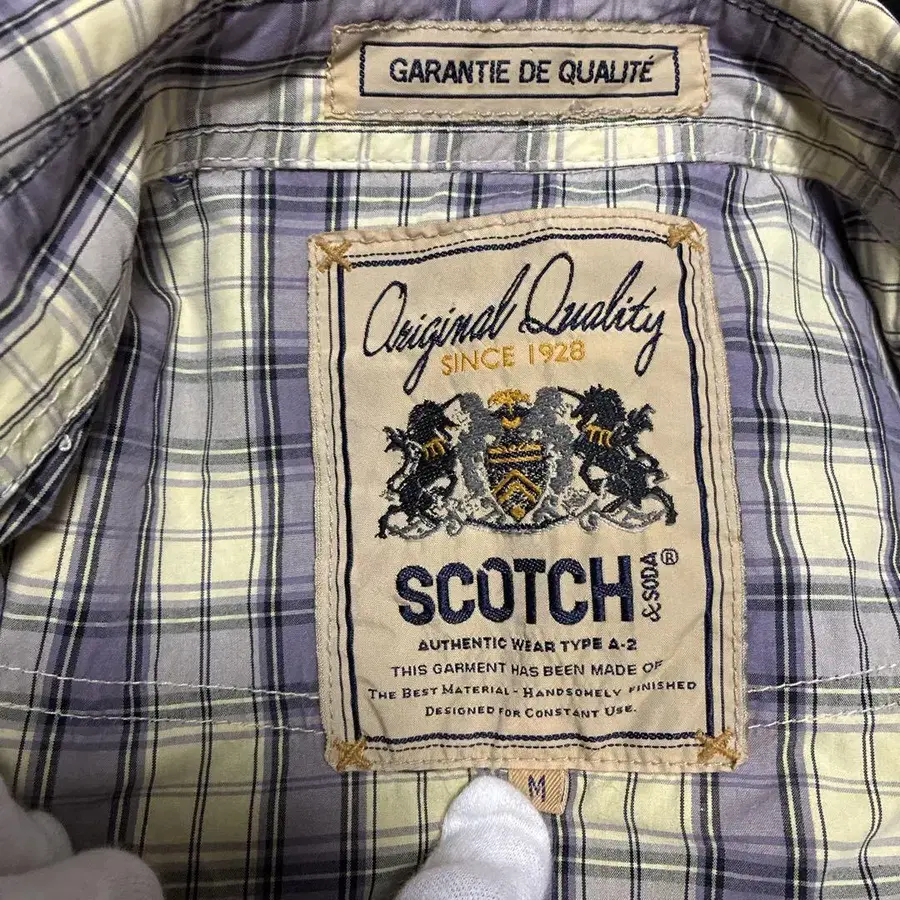 GARANTIE DE QUALITÉ
Original Quality
SINCE 1928
SCOTCH & SODA ®
AUTHENTIC WEAR TYPE A-2
THIS GARMENT HAS BEEN MADE OF
THE BEST MATERIAL - HANDSOMELY FINISHED
DESIGNED FOR CONSTANT USE.
M